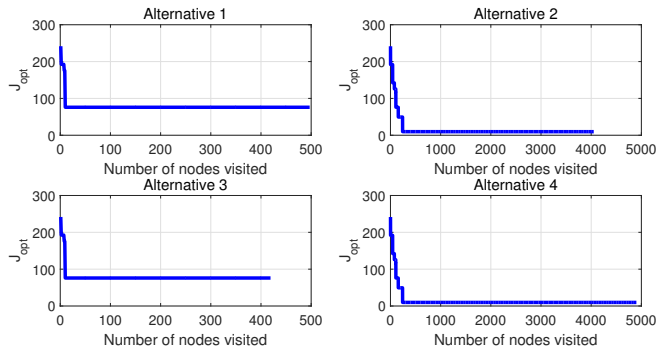 Alternative 1
300
200
100
0
J_opt
0 100 200 300 400 500
Number of nodes visited
Alternative 2
300
200
100
0
J_opt
0 1000 2000 3000 4000 5000
Number of nodes visited
Alternative 3
300
200
100
0
J_opt
0 100 200 300 400 500
Number of nodes visited
Alternative 4
300
200
100
0
J_opt
0 1000 2000 3000 4000 5000
Number of nodes visited